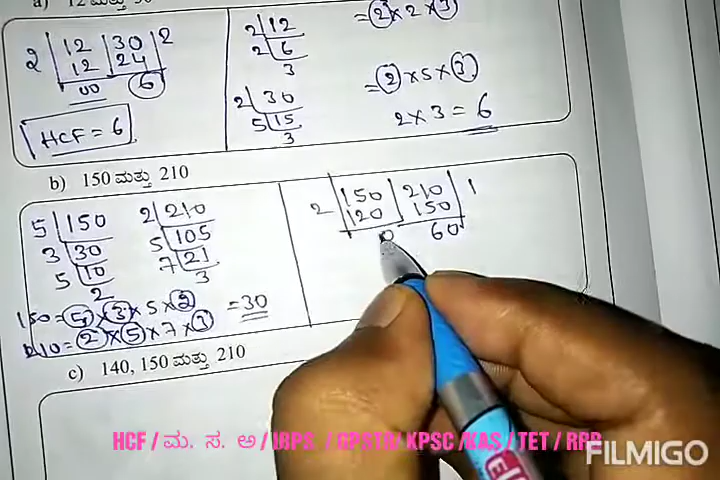 2 | 12 | 30 | 2
12 | 24
00 | 6
HCF = 6
2 | 12
2 | 6
3
2 | 30
5 | 15
3
= 2 × 2 × 3
= 2 × 5 × 3
2 × 3 = 6
b) 150 ಮತ್ತು 210
5 | 150
3 | 30
5 | 10
2
2 | 210
5 | 105
7 | 21
3
150 = 5 × 3 × 5 × 2
210 = 2 × 5 × 7 × 3
= 30
2 | 150 | 210 | 1
120 | 150
0 | 60
c) 140, 150 ಮತ್ತು 210
HCF / ಮ. ಸ. ಅ / IBPS / GPSTR/ KPSC /KAS / TET / RRB
FILMIGO